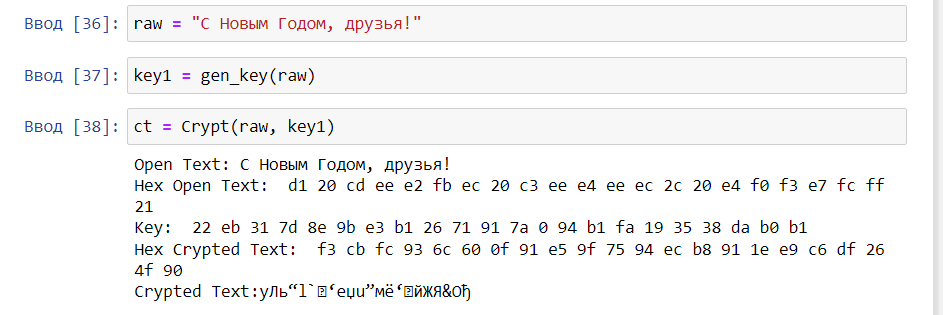 Ввод [36]: raw = "С Новым Годом, друзья!"
Ввод [37]: key1 = gen_key(raw)
Ввод [38]: ct = Crypt(raw, key1)
Open Text: С Новым Годом, друзья!
Hex Open Text:  d1 20 cd ee e2 fb ec 20 c3 ee e4 ee ec 2c 20 e4 f0 f3 e7 fc ff
21
Key:  22 eb 31 7d 8e 9b e3 b1 26 71 91 7a 0 94 b1 fa 19 35 38 da b0 b1
Hex Crypted Text:  f3 cb fc 93 6c 60 0f 91 e5 9f 75 94 ec b8 91 1e e9 c6 df 26
4f 90
Crypted Text:уЛь“l`‘еџu”мё‘йЖЯ&Oђ